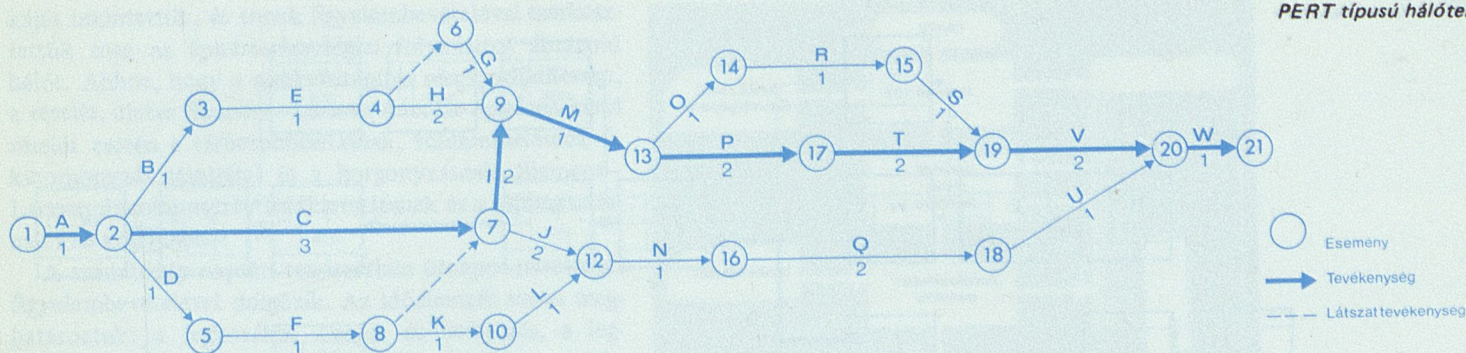 PERT típusú hálóte
6
G
1
14
R
1
15
3
E
1
4
H
2
9
M
1
O
1
S
1
B
1
13
P
2
17
T
2
19
V
2
20
W
1
21
1
A
1
2
C
3
7
I
2
J
2
12
N
1
16
Q
2
18
U
1
D
1
5
F
1
8
K
1
10
L
1
Esemény
Tevékenység
Látszattevékenység